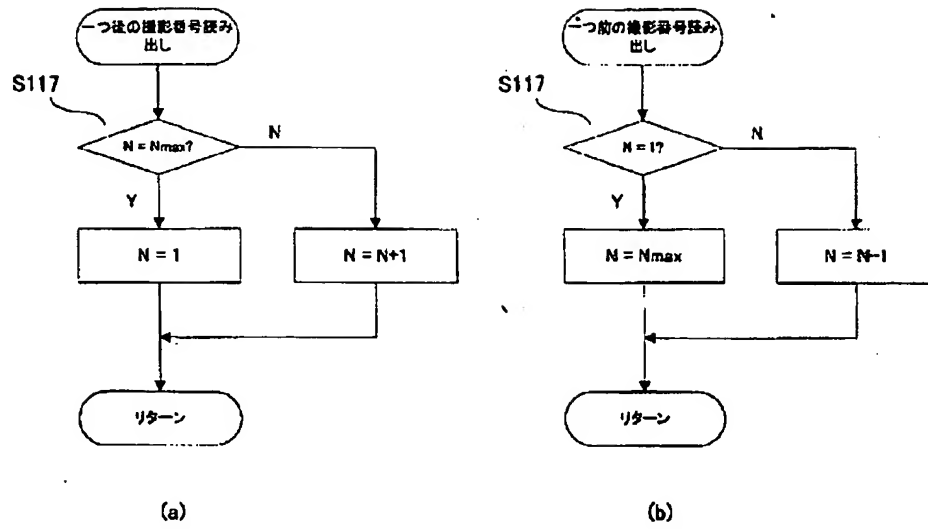 一つ後の撮影番号読み
出し
S117
N = Nmax?
N
Y
N = 1
N = N+1
リターン
(a)
一つ前の撮影番号読み
出し
S117
N = 1?
N
Y
N = Nmax
N = N-1
リターン
(b)